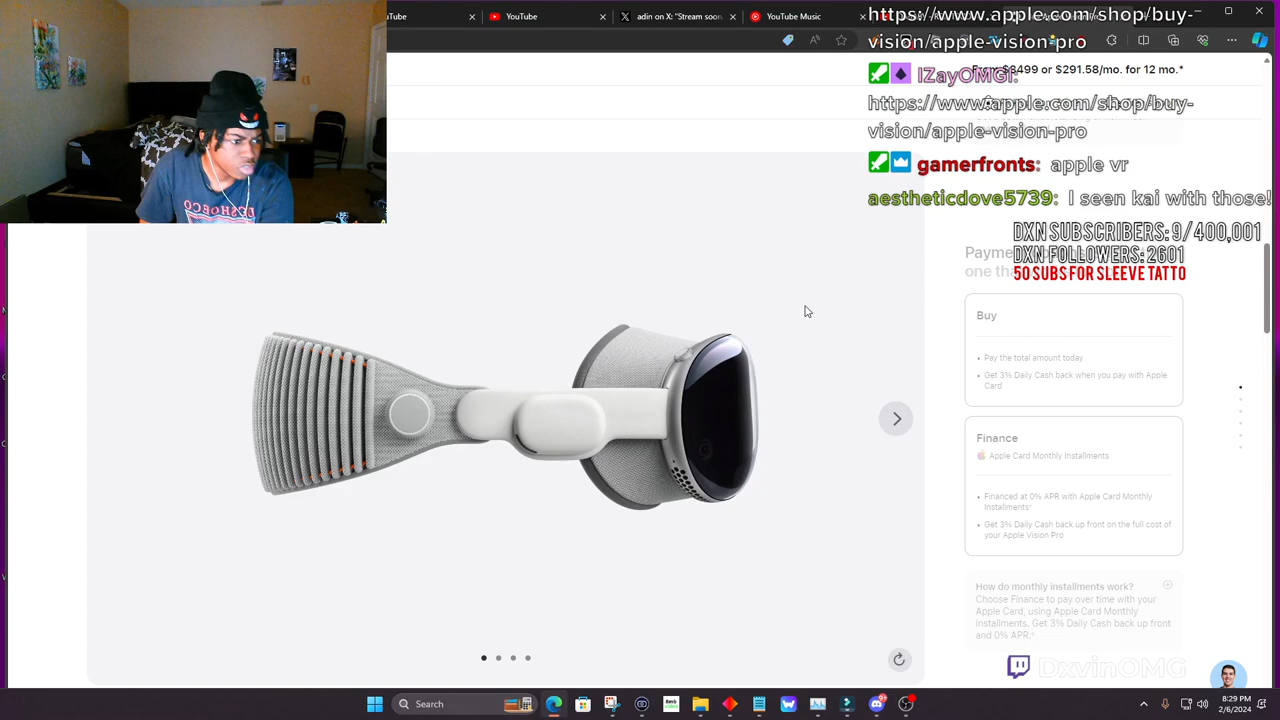 YouTube
YouTube
adin on X: "Stream soon
YouTube Music
https://www.apple.com/shop/buy-
vision/apple-vision-pro
From $3499 or $291.58/mo. for 12 mo.*
IZayOMG!:
https://www.apple.com/shop/buy-
vision/apple-vision-pro
gamerfronts: apple vr
aestheticdove5739: I seen kai with those!
DXN SUBSCRIBERS: 9/400,001
DXN FOLLOWERS: 2601
50 SUBS FOR SLEEVE TATTO
one
Buy
Pay the total amount today
Get 3% Daily Cash back when you pay with Apple
Card
Finance
Apple Card Monthly Installments
Financed at 0% APR with Apple Card Monthly
Installments
Get 3% Daily Cash back up front on the full cost of
your Apple Vision Pro
How do monthly installments work?
Choose Finance to pay over time with your
Apple Card, using Apple Card Monthly
Installments. Get 3% Daily Cash back up front
and 0% APR.
DxvinOMG
Search
5:29 PM
2/6/2024